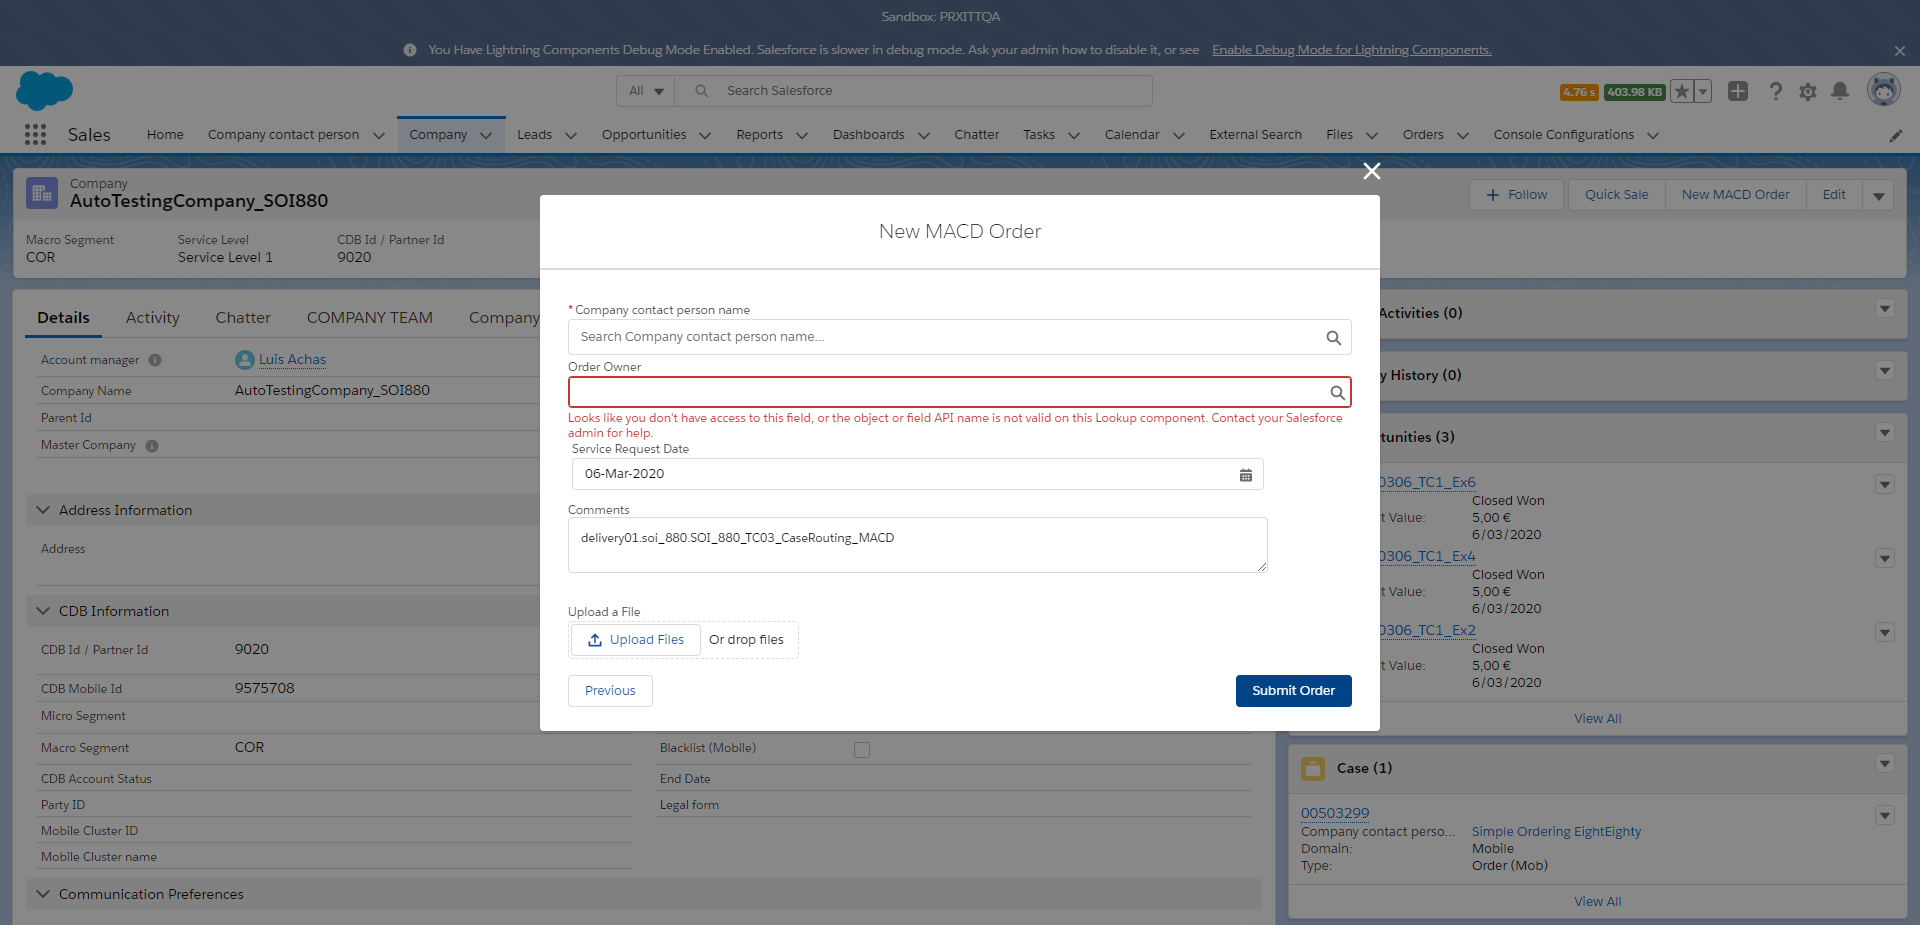 Sandbox: PRXITTQA
You Have Lightning Components Debug Mode Enabled. Salesforce is slower in debug mode. Ask your admin how to disable it, or see Enable Debug Mode for Lightning Components.
All Search Salesforce 4.76 s 403.98 KB
Sales Home Company contact person Company Leads Opportunities Reports Dashboards Chatter Tasks Calendar External Search Files Orders Console Configurations
Company
AutoTestingCompany_SOI880
Follow Quick Sale New MACD Order Edit
Macro Segment Service Level CDB Id / Partner Id
COR Service Level 1 9020
Details Activity Chatter COMPANY TEAM Company
Account manager Luis Achas
Company Name AutoTestingCompany_SOI880
Parent Id
Master Company
Address Information
Address
CDB Information
CDB Id / Partner Id 9020
CDB Mobile Id 9575708
Micro Segment
Macro Segment COR
CDB Account Status
Party ID
Mobile Cluster ID
Mobile Cluster name
Communication Preferences
Blacklist (Mobile)
End Date
Legal form
New MACD Order
*Company contact person name
Search Company contact person name...
Order Owner
Looks like you don't have access to this field, or the object or field API name is not valid on this Lookup component. Contact your Salesforce
admin for help.
Service Request Date
06-Mar-2020
Comments
delivery01.soi_880.SOI_880_TC03_CaseRouting_MACD
Upload a File
Upload Files Or drop files
Previous Submit Order
Activities (0)
y History (0)
tunities (3)
0306_TC1_Ex6
Closed Won
t Value: 5,00 €
6/03/2020
0306_TC1_Ex4
Closed Won
t Value: 5,00 €
6/03/2020
0306_TC1_Ex2
Closed Won
t Value: 5,00 €
6/03/2020
View All
Case (1)
00503299
Company contact perso... Simple Ordering EightEighty
Domain: Mobile
Type: Order (Mob)
View All